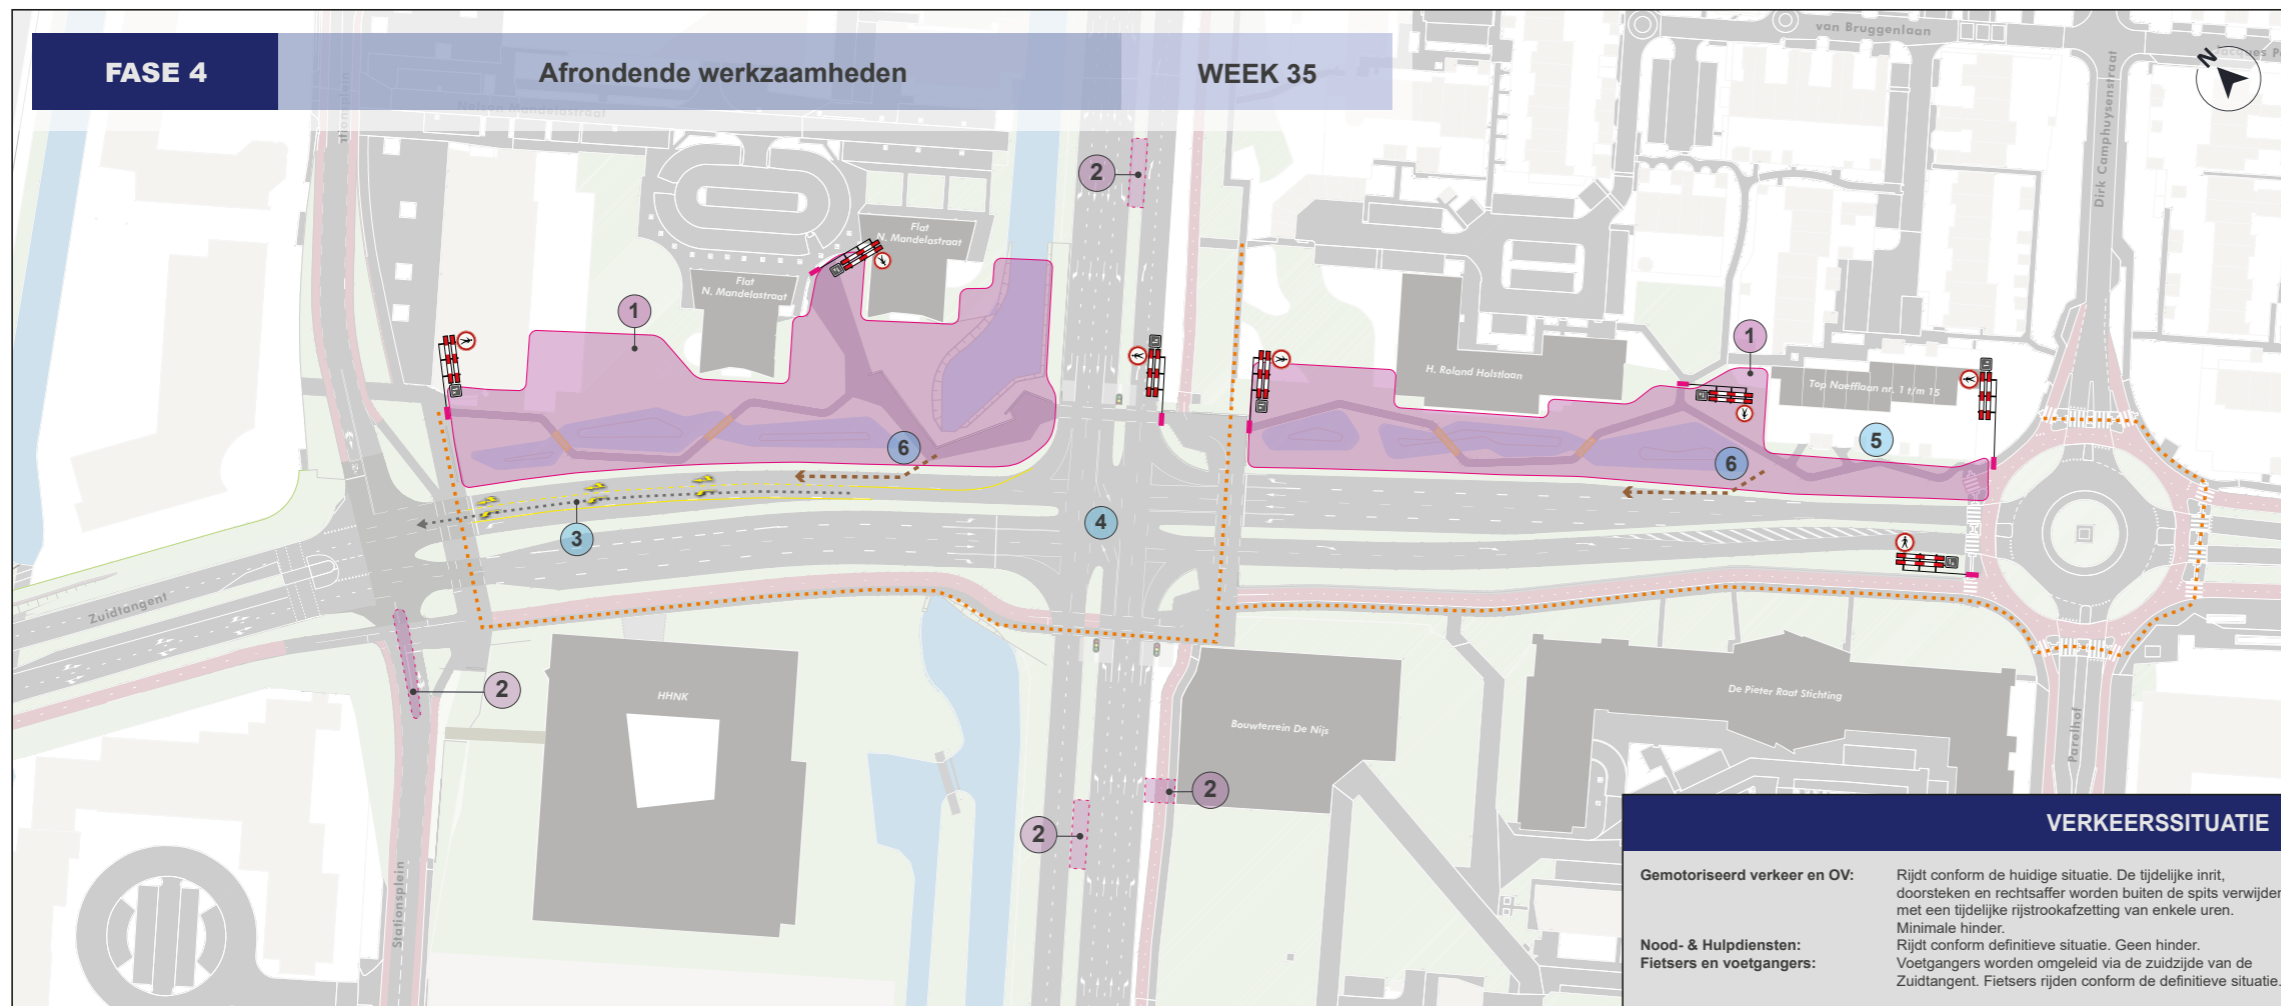 FASE 4
Afrondende werkzaamheden
WEEK 35
van Bruggenlaan
Jacques P
N
Dirk Camphuysenstraat
Nelson Mandelastraat
2
Flat
N. Mandelastraat
Flat
N. Mandelastraat
1
1
H. Roland Holstlaan
Top Naefflaan nr. 1 t/m 15
6
5
6
3
4
Zuidtangent
2
HHNK
De Pieter Raat Stichting
Bouwterrein De Nijs
Parelhof
2
2
Stationsplein
VERKEERSSITUATIE
Gemotoriseerd verkeer en OV: Rijdt conform de huidige situatie. De tijdelijke inrit,
doorsteken en rechtsaffer worden buiten de spits verwijder
met een tijdelijke rijstrookafzetting van enkele uren.
Minimale hinder.
Nood- & Hulpdiensten: Rijdt conform definitieve situatie. Geen hinder.
Fietsers en voetgangers: Voetgangers worden omgeleid via de zuidzijde van de
Zuidtangent. Fietsers rijden conform de definitieve situatie.